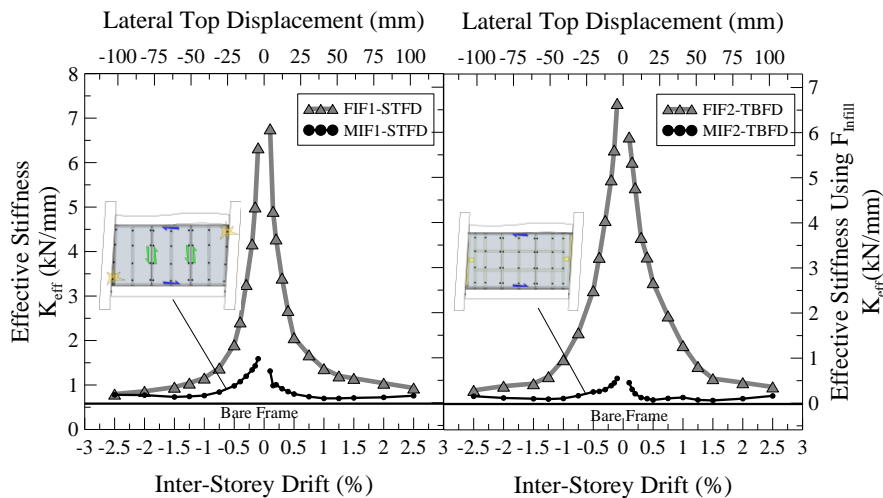 Lateral Top Displacement (mm)
Lateral Top Displacement (mm)
-100 -75 -50 -25 0 25 50 75 100
-100 -75 -50 -25 0 25 50 75 100
8
7
6
5
4
3
2
1
0
Effective Stiffness
K_eff (kN/mm)
FIF1-STFD
MIF1-STFD
FIF2-TBFD
MIF2-TBFD
7
6
5
4
3
2
1
0
Effective Stiffness Using F_Infill
K_eff(kN/mm)
Bare Frame
Bare Frame
-3 -2.5 -2 -1.5 -1 -0.5 0 0.5 1 1.5 2 2.5 3
-2.5 -2 -1.5 -1 -0.5 0 0.5 1 1.5 2 2.5 3
Inter-Storey Drift (%)
Inter-Storey Drift (%)